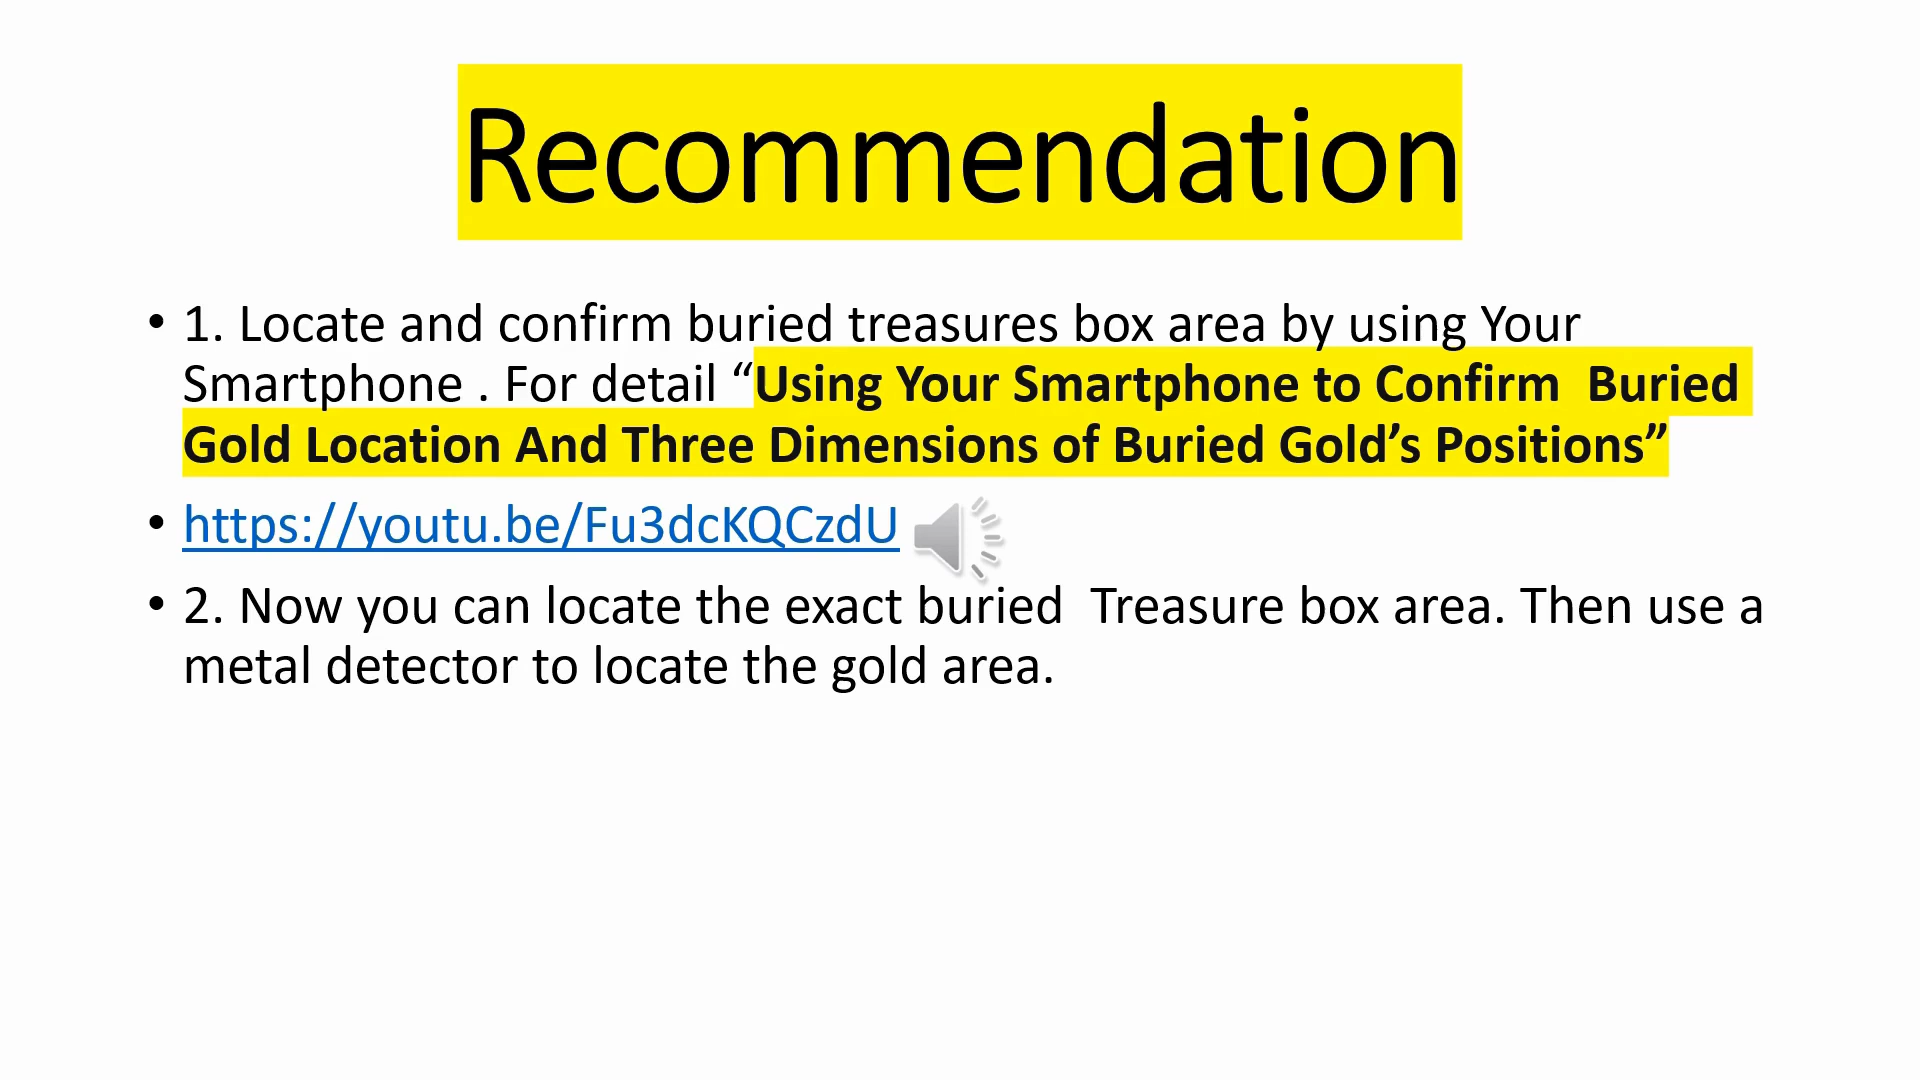 Recommendation
• 1. Locate and confirm buried treasures box area by using Your
Smartphone . For detail “Using Your Smartphone to Confirm  Buried
Gold Location And Three Dimensions of Buried Gold’s Positions”
• https://youtu.be/Fu3dcKQCzdU
• 2. Now you can locate the exact buried  Treasure box area. Then use a
metal detector to locate the gold area.